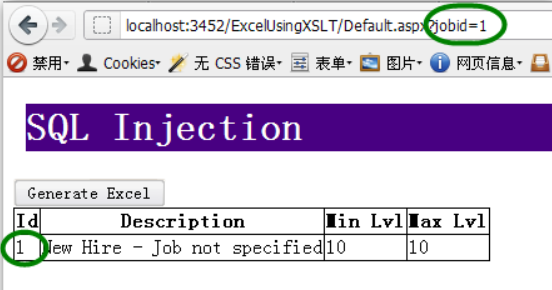 localhost:3452/ExcelUsingXSLT/Default.aspx?jobid=1
禁用 Cookies 无 CSS 错误 表单 图片 网页信息
SQL Injection
Generate Excel
Id Description Min Lvl Max Lvl
1 New Hire - Job not specified 10 10